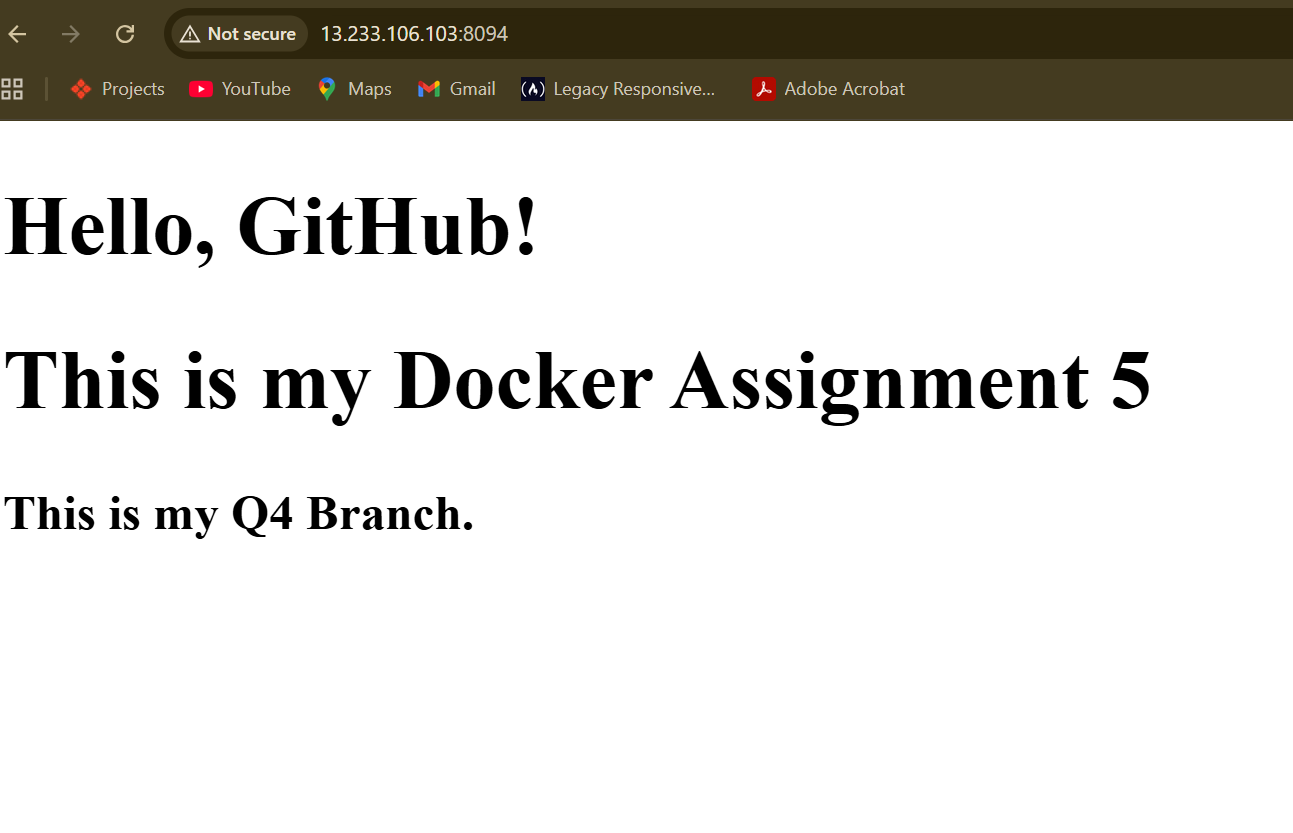 Not secure 13.233.106.103:8094
Projects YouTube Maps Gmail Legacy Responsive... Adobe Acrobat
Hello, GitHub!
This is my Docker Assignment 5
This is my Q4 Branch.